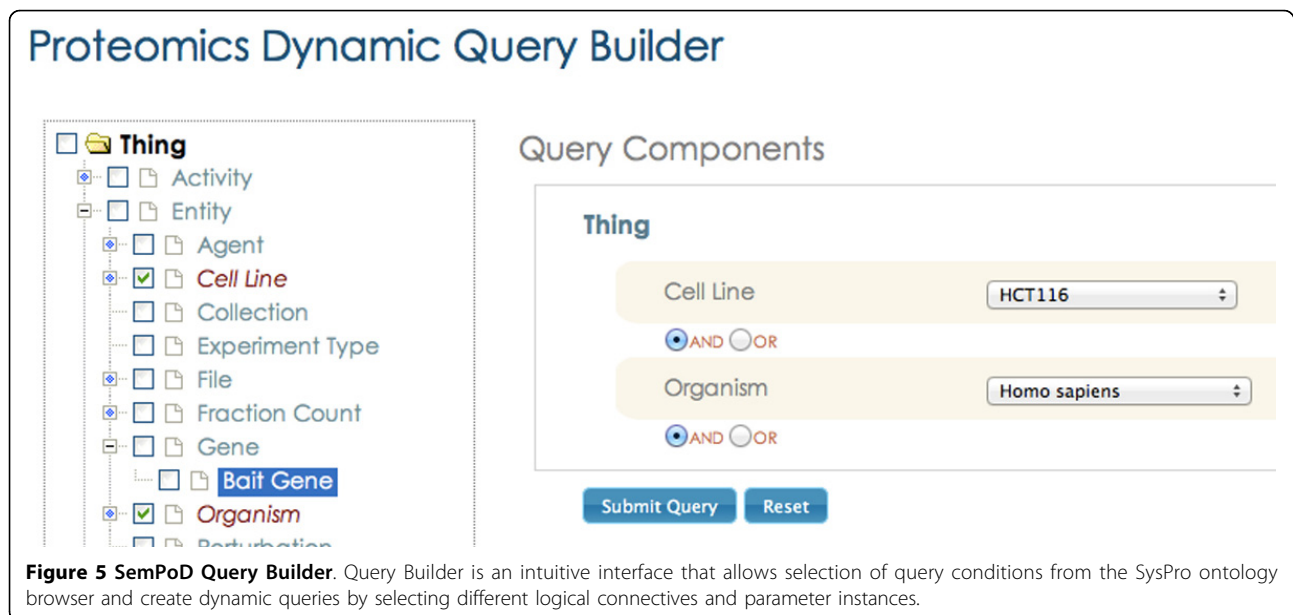 Proteomics Dynamic Query Builder
Thing
Activity
Entity
Agent
Cell Line
Collection
Experiment Type
File
Fraction Count
Gene
Bait Gene
Organism
Perturbation
Query Components
Thing
Cell Line HCT116
AND OR
Organism Homo sapiens
AND OR
Submit Query Reset
Figure 5 SemPoD Query Builder. Query Builder is an intuitive interface that allows selection of query conditions from the SysPro ontology
browser and create dynamic queries by selecting different logical connectives and parameter instances.